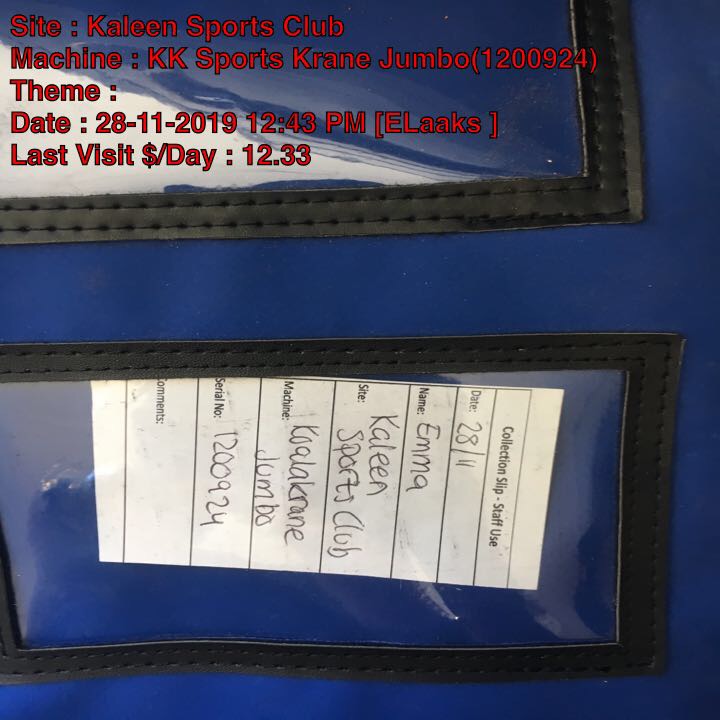 Site : Kaleen Sports Club
Machine : KK Sports Krane Jumbo(1200924)
Theme :
Date : 28-11-2019 12:43 PM [ELaaks ]
Last Visit $/Day : 12.33
Collection Slip - Staff Use
Date: 28/11
Name: Emma
Site: Kaleen
Sports Club
Machine: Koalakrane
Jumbo
Serial No: 1200924
Comments: